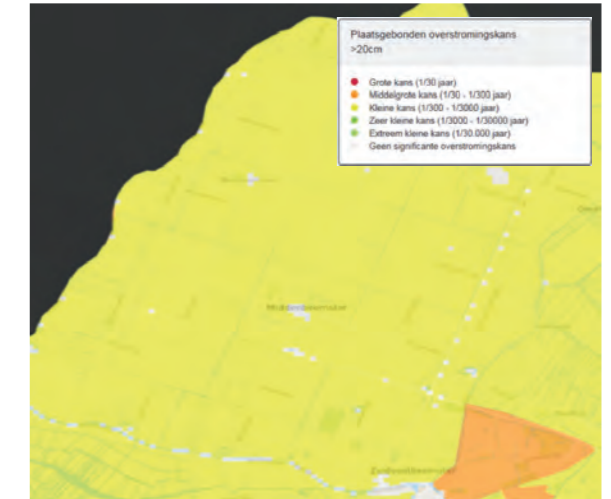 Plaatsgebonden overstromingskans
>20cm
Grote kans (1/30 jaar)
Middelgrote kans (1/30 - 1/300 jaar)
Kleine kans (1/300 - 1/3000 jaar)
Zeer kleine kans (1/3000 - 1/30000 jaar)
Extreem kleine kans (1/30.000 jaar)
Geen significante overstromingskans
Middenbeemster
Zuidoostbeemster